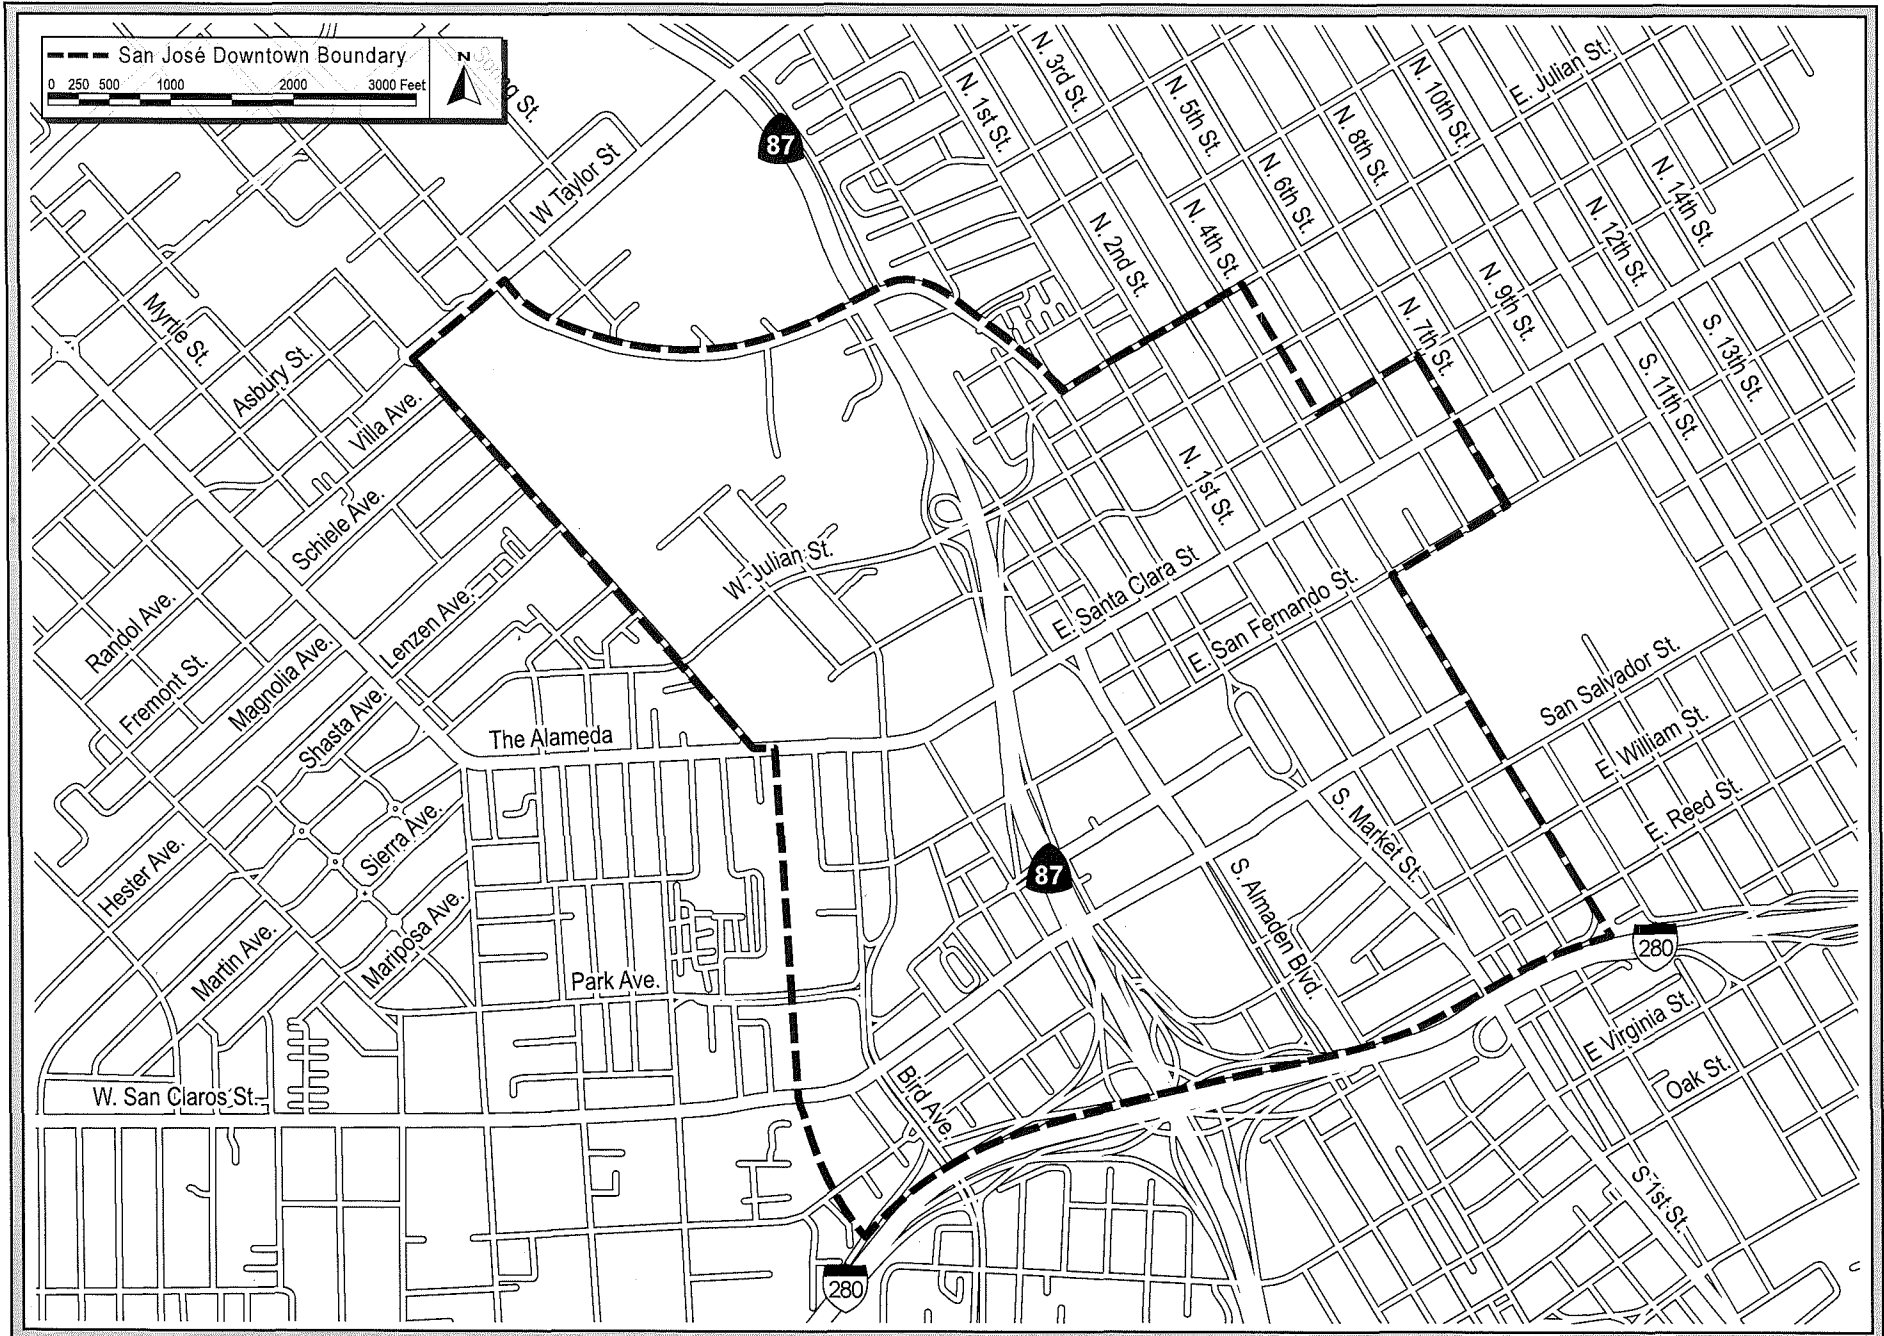 San José Downtown Boundary
N
0 250 500 1000 2000 3000 Feet
Spring St.
W Taylor St
87
N. 1st St.
N. 3rd St.
N. 5th St.
N. 10th St.
E. Julian St.
N. 8th St.
N. 6th St.
N. 14th St.
N. 4th St.
N. 2nd St.
N. 12th St.
N. 9th St.
N. 7th St.
S. 13th St.
S. 11th St.
Myrtle St.
Asbury St.
Villa Ave.
Schiele Ave.
N. 1st St.
W. Julian St.
E. Santa Clara St
E. San Fernando St.
Randol Ave.
Fremont St.
Magnolia Ave.
Lenzen Ave.
Shasta Ave.
The Alameda
San Salvador St.
E. William St.
E. Reed St.
Hester Ave.
Sierra Ave.
S. Market St.
87
S. Almaden Blvd.
Martin Ave.
Mariposa Ave.
Park Ave.
280
E Virginia St.
Oak St.
W. San Claros St.
Bird Ave.
S 1st St.
280